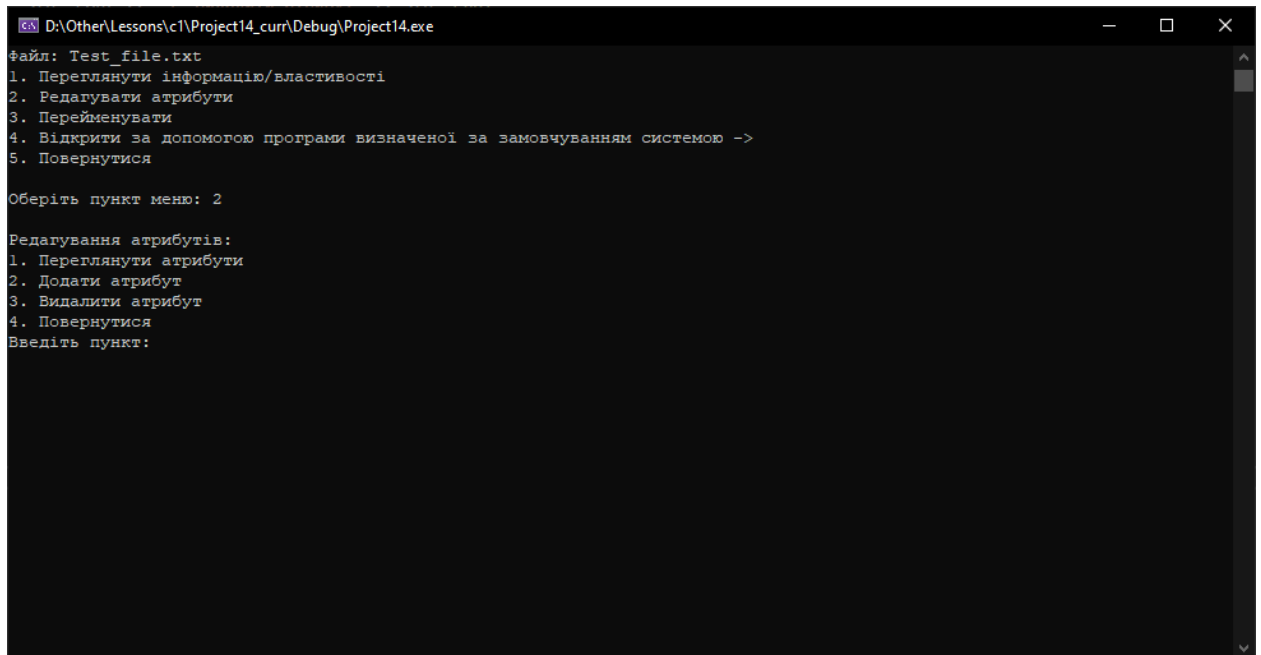 D:\Other\Lessons\c1\Project14_curr\Debug\Project14.exe
Файл: Test_file.txt
1. Переглянути інформацію/властивості
2. Редагувати атрибути
3. Перейменувати
4. Відкрити за допомогою програми визначеної за замовчуванням системою ->
5. Повернутися
Оберіть пункт меню: 2
Редагування атрибутів:
1. Переглянути атрибути
2. Додати атрибут
3. Видалити атрибут
4. Повернутися
Введіть пункт: